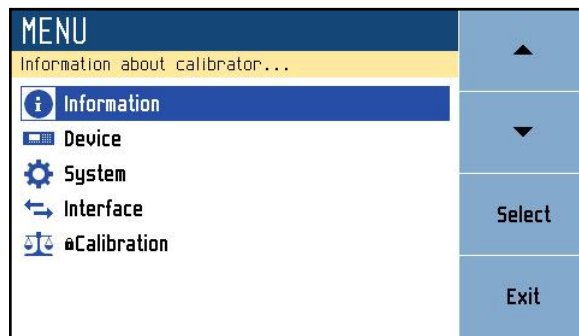 MENU
Information about calibrator...
Information
Device
System
Interface
Calibration
Select
Exit